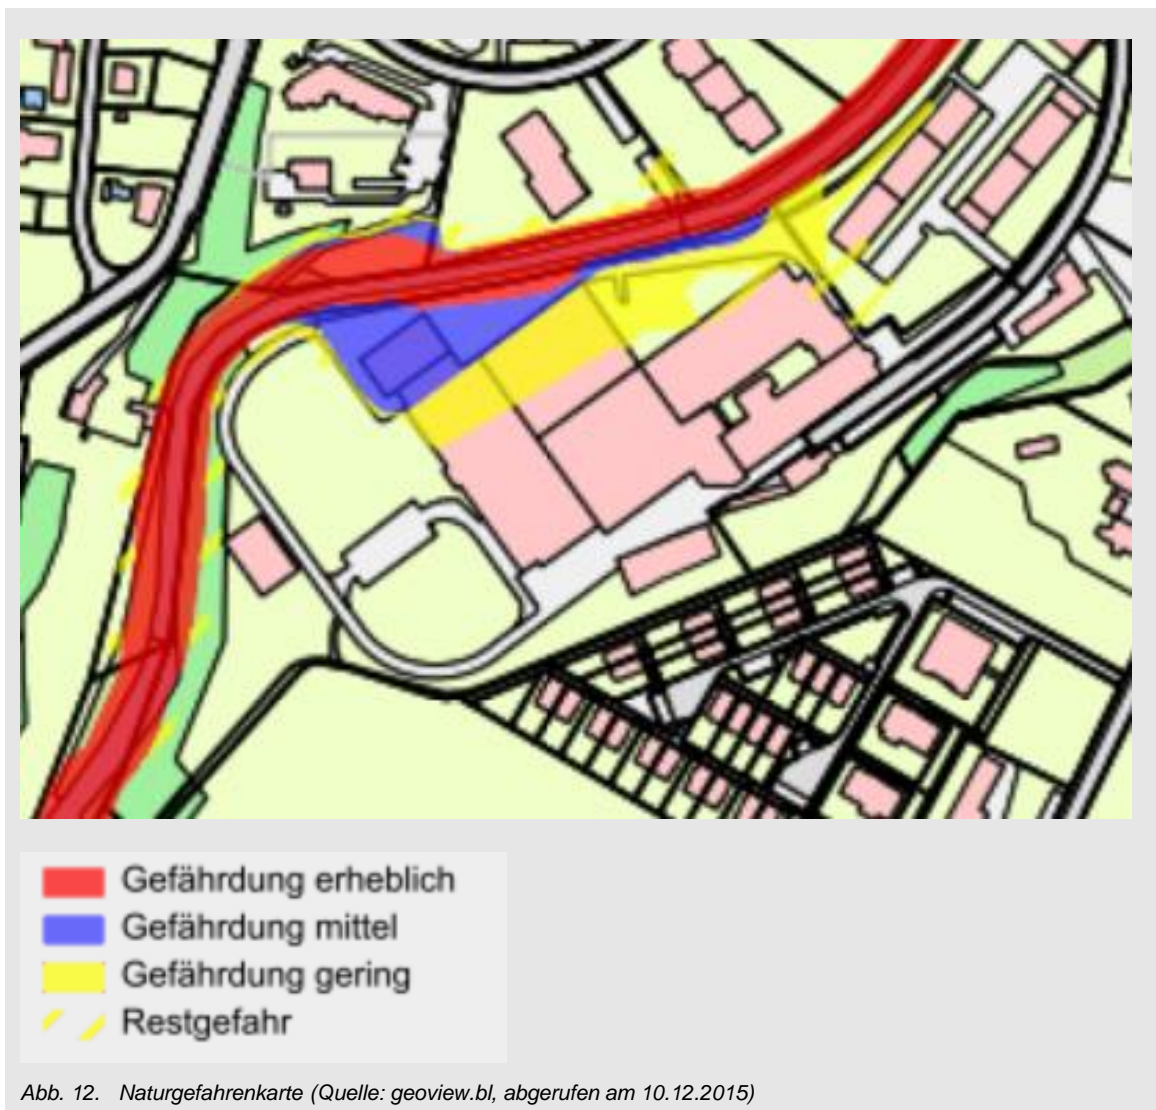 Gefährdung erheblich
Gefährdung mittel
Gefährdung gering
Restgefahr
Abb. 12. Naturgefahrenkarte (Quelle: geoview.bl, abgerufen am 10.12.2015)